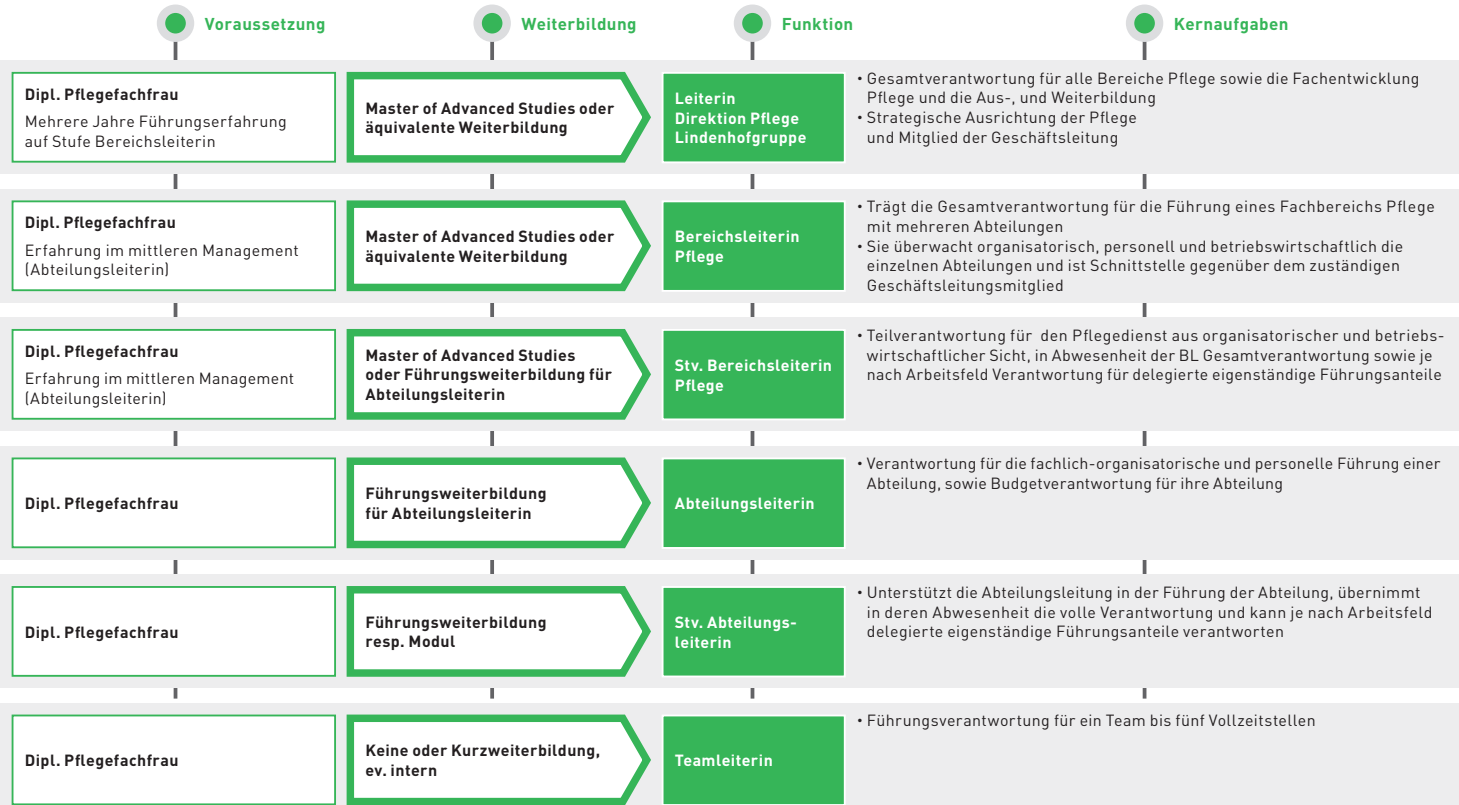 Voraussetzung
Weiterbildung
Funktion
Kernaufgaben
Dipl. Pflegefachfrau
Mehrere Jahre Führungserfahrung
auf Stufe Bereichsleiterin
Master of Advanced Studies oder
äquivalente Weiterbildung
Leiterin
Direktion Pflege
Lindenhofgruppe
• Gesamtverantwortung für alle Bereiche Pflege sowie die Fachentwicklung
Pflege und die Aus-, und Weiterbildung
• Strategische Ausrichtung der Pflege
und Mitglied der Geschäftsleitung
Dipl. Pflegefachfrau
Erfahrung im mittleren Management
(Abteilungsleiterin)
Master of Advanced Studies oder
äquivalente Weiterbildung
Bereichsleiterin
Pflege
• Trägt die Gesamtverantwortung für die Führung eines Fachbereichs Pflege
mit mehreren Abteilungen
• Sie überwacht organisatorisch, personell und betriebswirtschaftlich die
einzelnen Abteilungen und ist Schnittstelle gegenüber dem zuständigen
Geschäftsleitungsmitglied
Dipl. Pflegefachfrau
Erfahrung im mittleren Management
(Abteilungsleiterin)
Master of Advanced Studies
oder Führungsweiterbildung für
Abteilungsleiterin
Stv. Bereichsleiterin
Pflege
• Teilverantwortung für den Pflegedienst aus organisatorischer und betriebs-
wirtschaftlicher Sicht, in Abwesenheit der BL Gesamtverantwortung sowie je
nach Arbeitsfeld Verantwortung für delegierte eigenständige Führungsanteile
Dipl. Pflegefachfrau
Führungsweiterbildung
für Abteilungsleiterin
Abteilungsleiterin
• Verantwortung für die fachlich-organisatorische und personelle Führung einer
Abteilung, sowie Budgetverantwortung für ihre Abteilung
Dipl. Pflegefachfrau
Führungsweiterbildung
resp. Modul
Stv. Abteilungs-
leiterin
• Unterstützt die Abteilungsleitung in der Führung der Abteilung, übernimmt
in deren Abwesenheit die volle Verantwortung und kann je nach Arbeitsfeld
delegierte eigenständige Führungsanteile verantworten
Dipl. Pflegefachfrau
Keine oder Kurzweiterbildung,
ev. intern
Teamleiterin
• Führungsverantwortung für ein Team bis fünf Vollzeitstellen